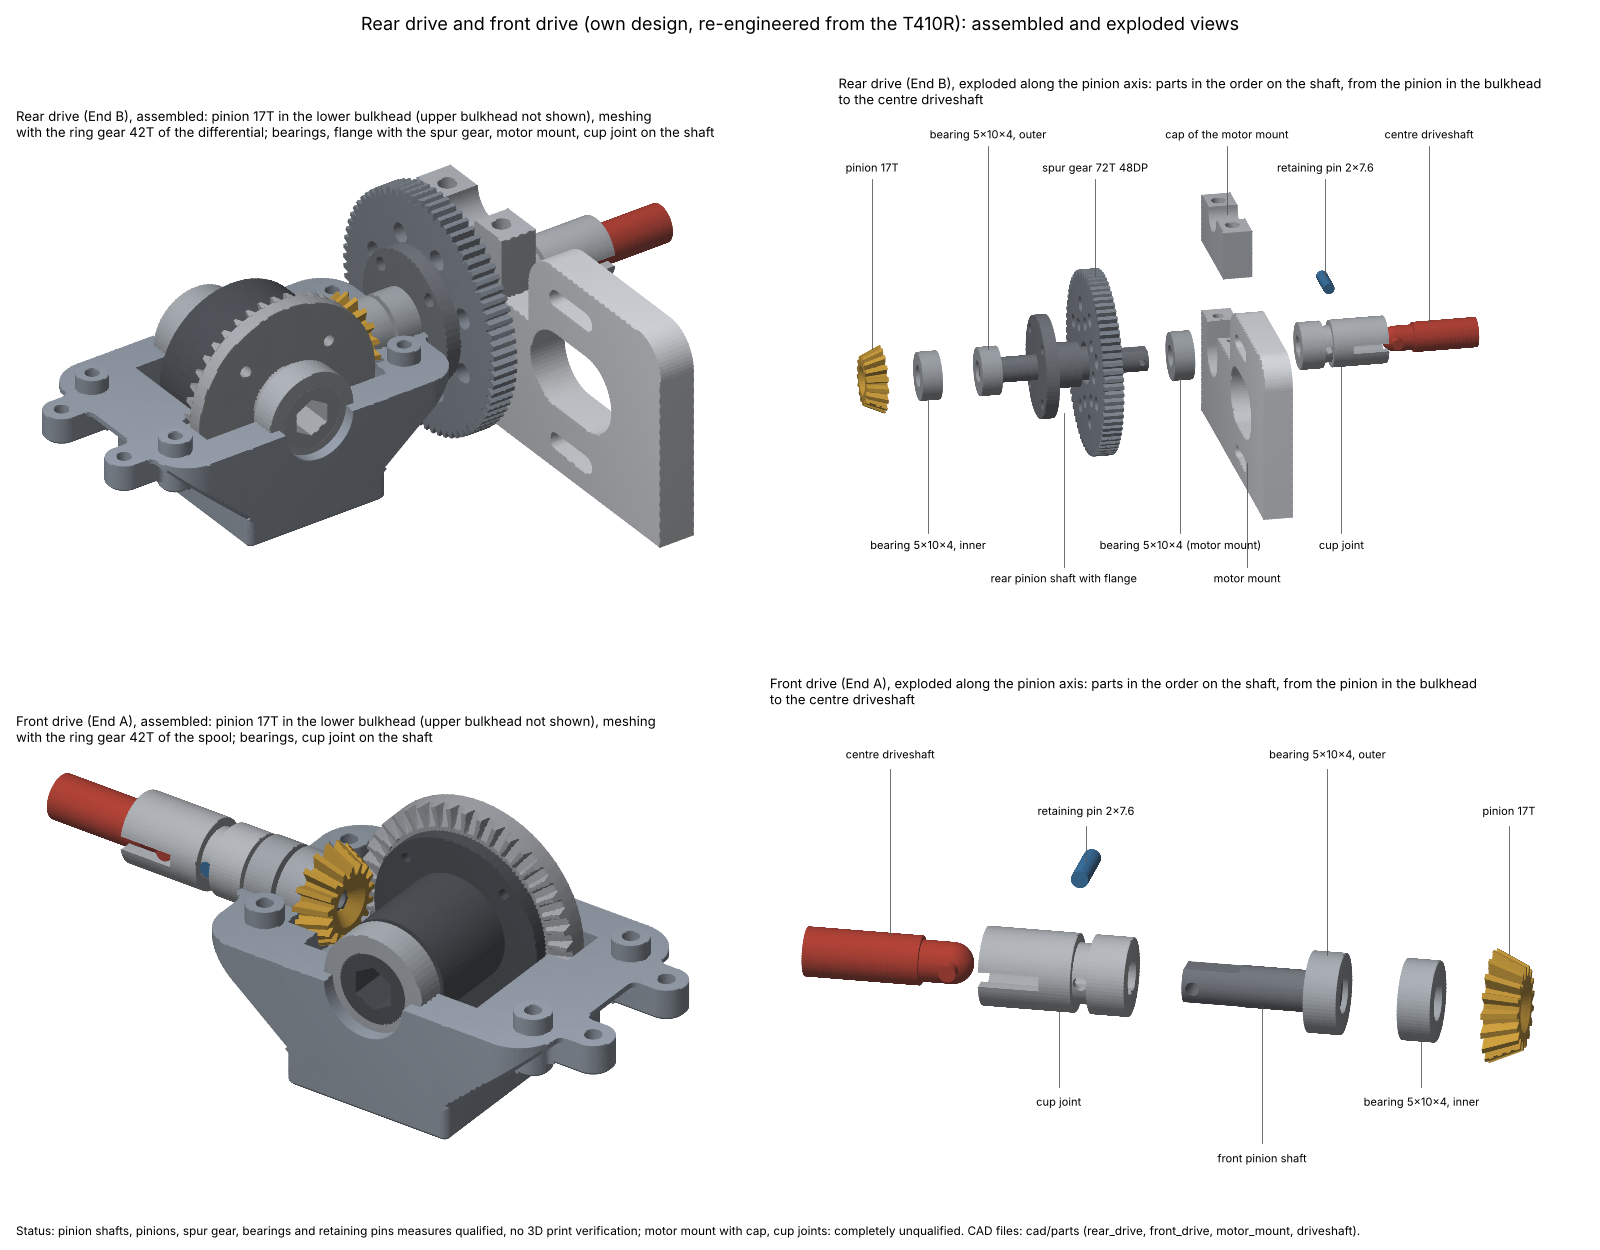 Rear drive and front drive (own design, re-engineered from the T410R): assembled and exploded views
Rear drive (End B), assembled: pinion 17T in the lower bulkhead (upper bulkhead not shown), meshing
with the ring gear 42T of the differential; bearings, flange with the spur gear, motor mount, cup joint on the shaft
Rear drive (End B), exploded along the pinion axis: parts in the order on the shaft, from the pinion in the bulkhead
to the centre driveshaft
bearing 5×10×4, outer
cap of the motor mount
centre driveshaft
pinion 17T
spur gear 72T 48DP
retaining pin 2×7.6
bearing 5×10×4, inner
bearing 5×10×4 (motor mount)
cup joint
rear pinion shaft with flange
motor mount
Front drive (End A), assembled: pinion 17T in the lower bulkhead (upper bulkhead not shown), meshing
with the ring gear 42T of the spool; bearings, cup joint on the shaft
Front drive (End A), exploded along the pinion axis: parts in the order on the shaft, from the pinion in the bulkhead
to the centre driveshaft
centre driveshaft
bearing 5×10×4, outer
retaining pin 2×7.6
pinion 17T
cup joint
bearing 5×10×4, inner
front pinion shaft
Status: pinion shafts, pinions, spur gear, bearings and retaining pins measures qualified, no 3D print verification; motor mount with cap, cup joints: completely unqualified. CAD files: cad/parts (rear_drive, front_drive, motor_mount, driveshaft).